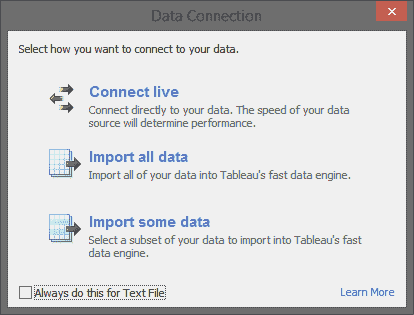 Data Connection
Select how you want to connect to your data.
Connect live
Connect directly to your data. The speed of your data
source will determine performance.
Import all data
Import all of your data into Tableau's fast data engine.
Import some data
Select a subset of your data to import into Tableau's fast
data engine.
Always do this for Text File
Learn More